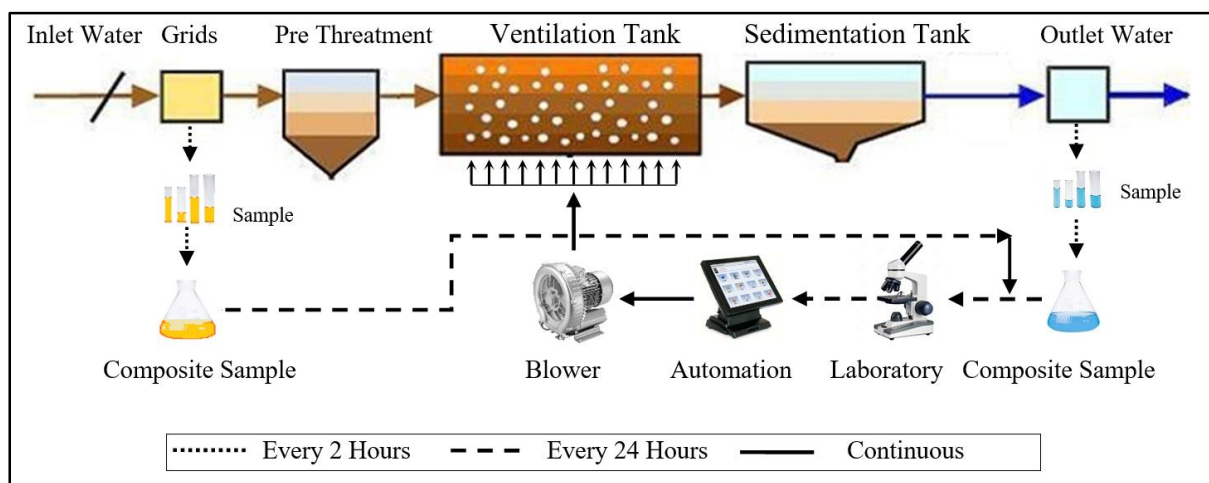 Inlet Water Grids Pre Threatment Ventilation Tank Sedimentation Tank Outlet Water
Sample Sample
Composite Sample Blower Automation Laboratory Composite Sample
Every 2 Hours Every 24 Hours Continuous